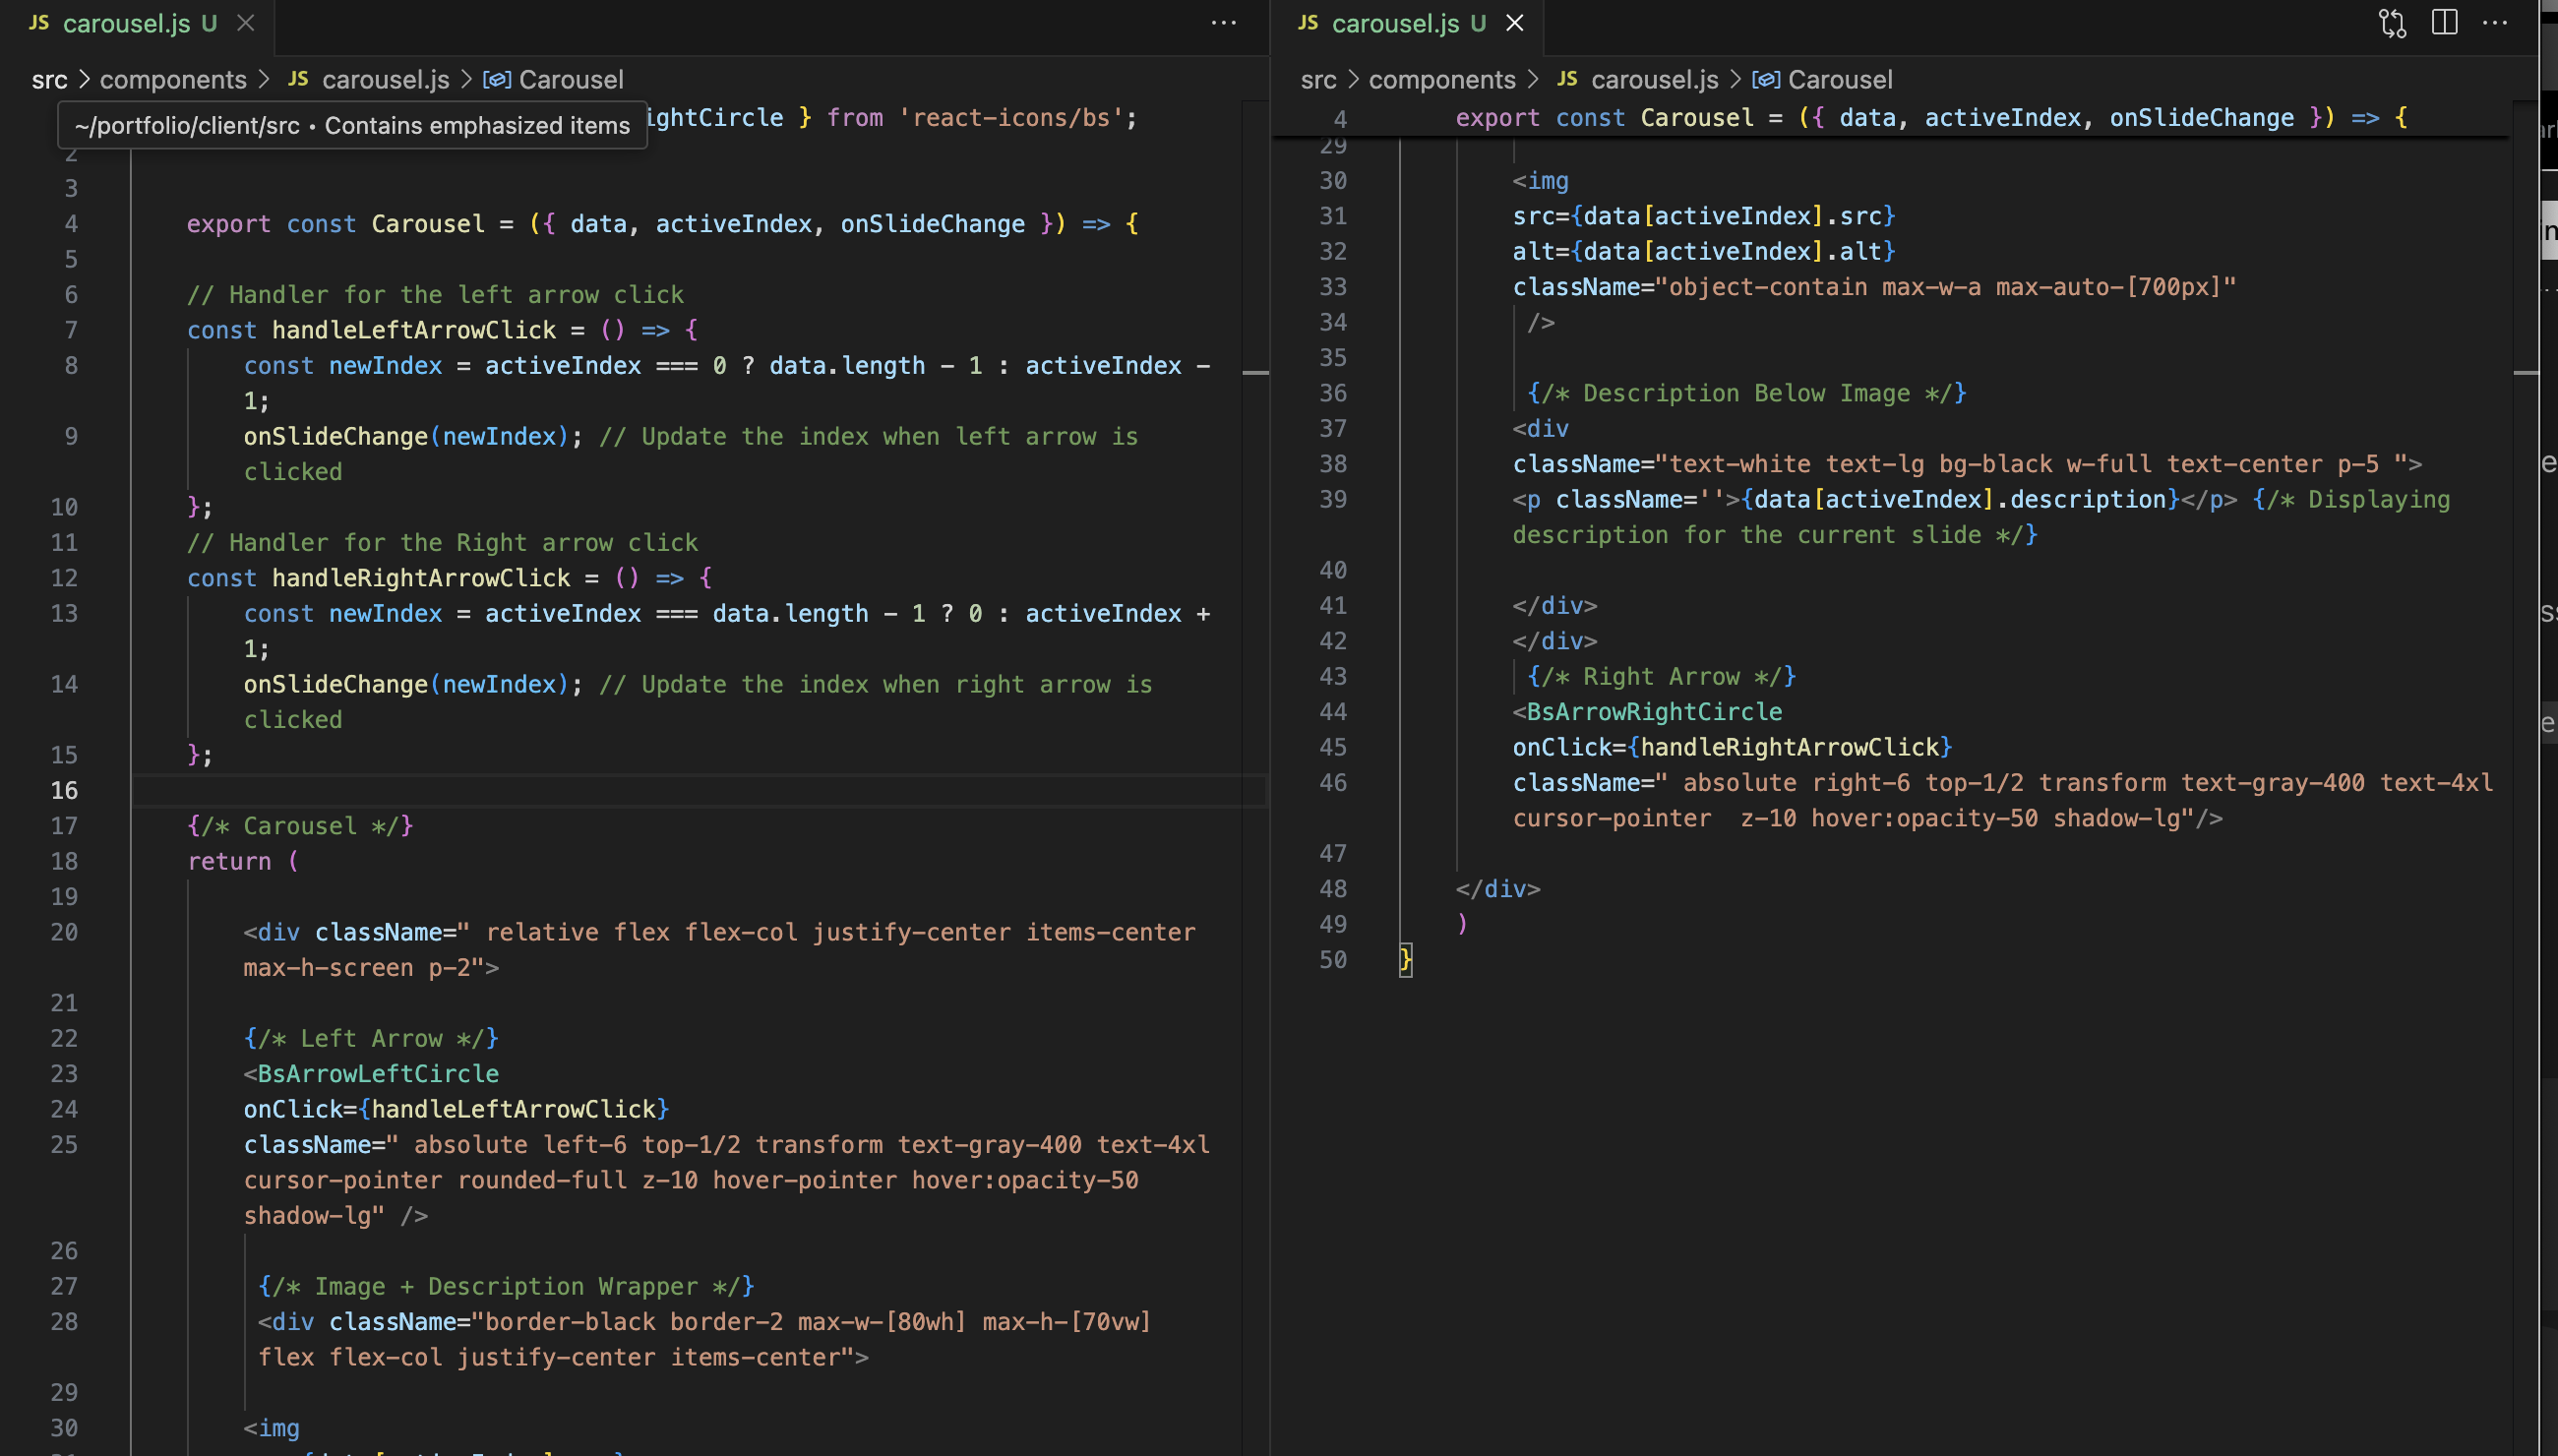 JS carousel.js U
src > components > JS carousel.js > Carousel
~/portfolio/client/src • Contains emphasized items
ightCircle } from 'react-icons/bs';
2
3
4 export const Carousel = ({ data, activeIndex, onSlideChange }) => {
5
6 // Handler for the left arrow click
7 const handleLeftArrowClick = () => {
8 const newIndex = activeIndex === 0 ? data.length - 1 : activeIndex -
1;
9 onSlideChange(newIndex); // Update the index when left arrow is
clicked
10 };
11 // Handler for the Right arrow click
12 const handleRightArrowClick = () => {
13 const newIndex = activeIndex === data.length - 1 ? 0 : activeIndex +
1;
14 onSlideChange(newIndex); // Update the index when right arrow is
clicked
15 };
16
17 {/* Carousel */}
18 return (
19
20 <div className=" relative flex flex-col justify-center items-center
max-h-screen p-2">
21
22 {/* Left Arrow */}
23 <BsArrowLeftCircle
24 onClick={handleLeftArrowClick}
25 className=" absolute left-6 top-1/2 transform text-gray-400 text-4xl
cursor-pointer rounded-full z-10 hover-pointer hover:opacity-50
shadow-lg" />
26
27 {/* Image + Description Wrapper */}
28 <div className="border-black border-2 max-w-[80wh] max-h-[70vw]
flex flex-col justify-center items-center">
29
30 <img
JS carousel.js U
src > components > JS carousel.js > Carousel
4 export const Carousel = ({ data, activeIndex, onSlideChange }) => {
29
30 <img
31 src={data[activeIndex].src}
32 alt={data[activeIndex].alt}
33 className="object-contain max-w-a max-auto-[700px]"
34 />
35
36 {/* Description Below Image */}
37 <div
38 className="text-white text-lg bg-black w-full text-center p-5 ">
39 <p className=''>{data[activeIndex].description}</p> {/* Displaying
description for the current slide */}
40
41 </div>
42 </div>
43 {/* Right Arrow */}
44 <BsArrowRightCircle
45 onClick={handleRightArrowClick}
46 className=" absolute right-6 top-1/2 transform text-gray-400 text-4xl
cursor-pointer  z-10 hover:opacity-50 shadow-lg"/>
47
48 </div>
49 )
50 }